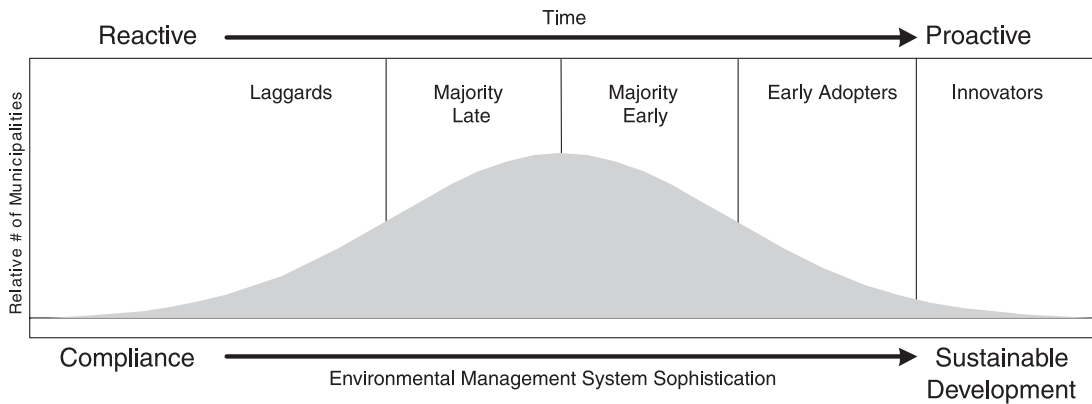 Time
Reactive
Proactive
Relative # of Municipalities
Laggards
Majority
Late
Majority
Early
Early Adopters
Innovators
Compliance
Environmental Management System Sophistication
Sustainable
Development